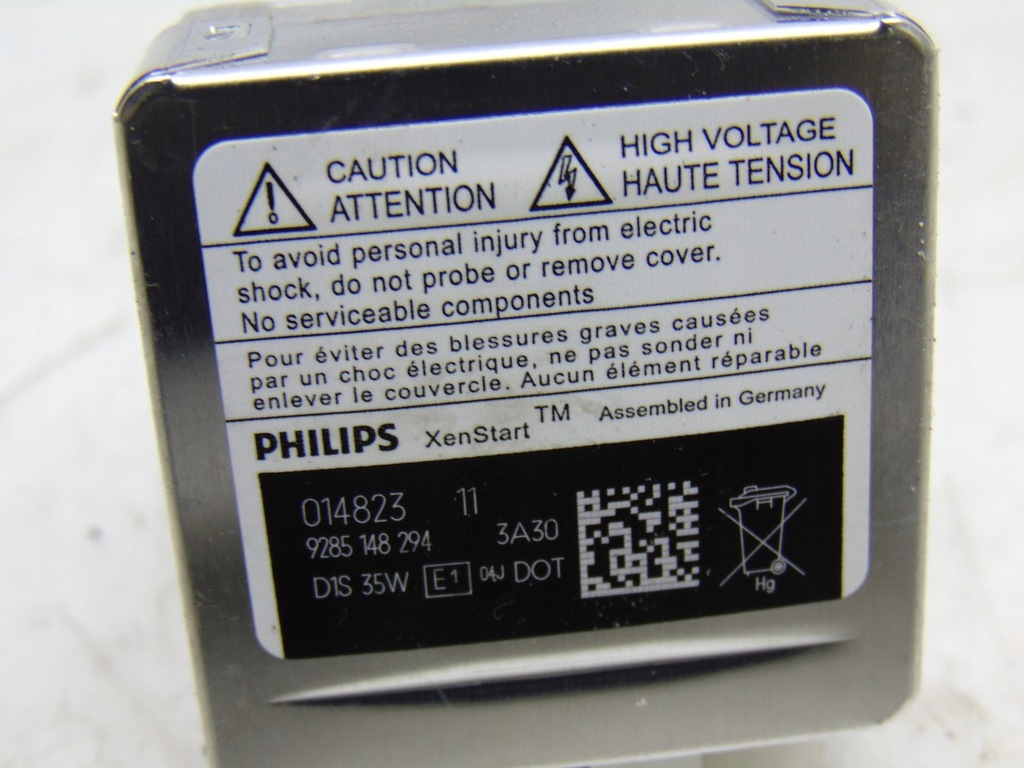 CAUTION
ATTENTION
HIGH VOLTAGE
HAUTE TENSION
To avoid personal injury from electric
shock, do not probe or remove cover.
No serviceable components
Pour éviter des blessures graves causées
par un choc électrique, ne pas sonder ni
enlever le couvercle. Aucun élément réparable
PHILIPS XenStart TM Assembled in Germany
014823 11
9285 148 294 3A30
D1S 35W E1 04J DOT
Hg